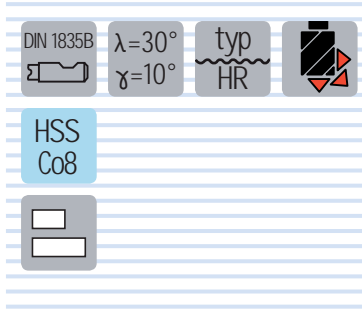 DIN 1835B
λ=30°
γ=10°
typ
HR
HSS
Co8